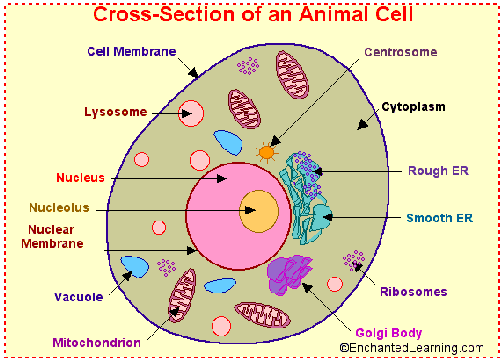 Cross-Section of an Animal Cell
Cell Membrane
Centrosome
Lysosome
Cytoplasm
Nucleus
Rough ER
Nucleolus
Smooth ER
Nuclear
Membrane
Vacuole
Ribosomes
Mitochondrion
Golgi Body
©EnchantedLearning.com